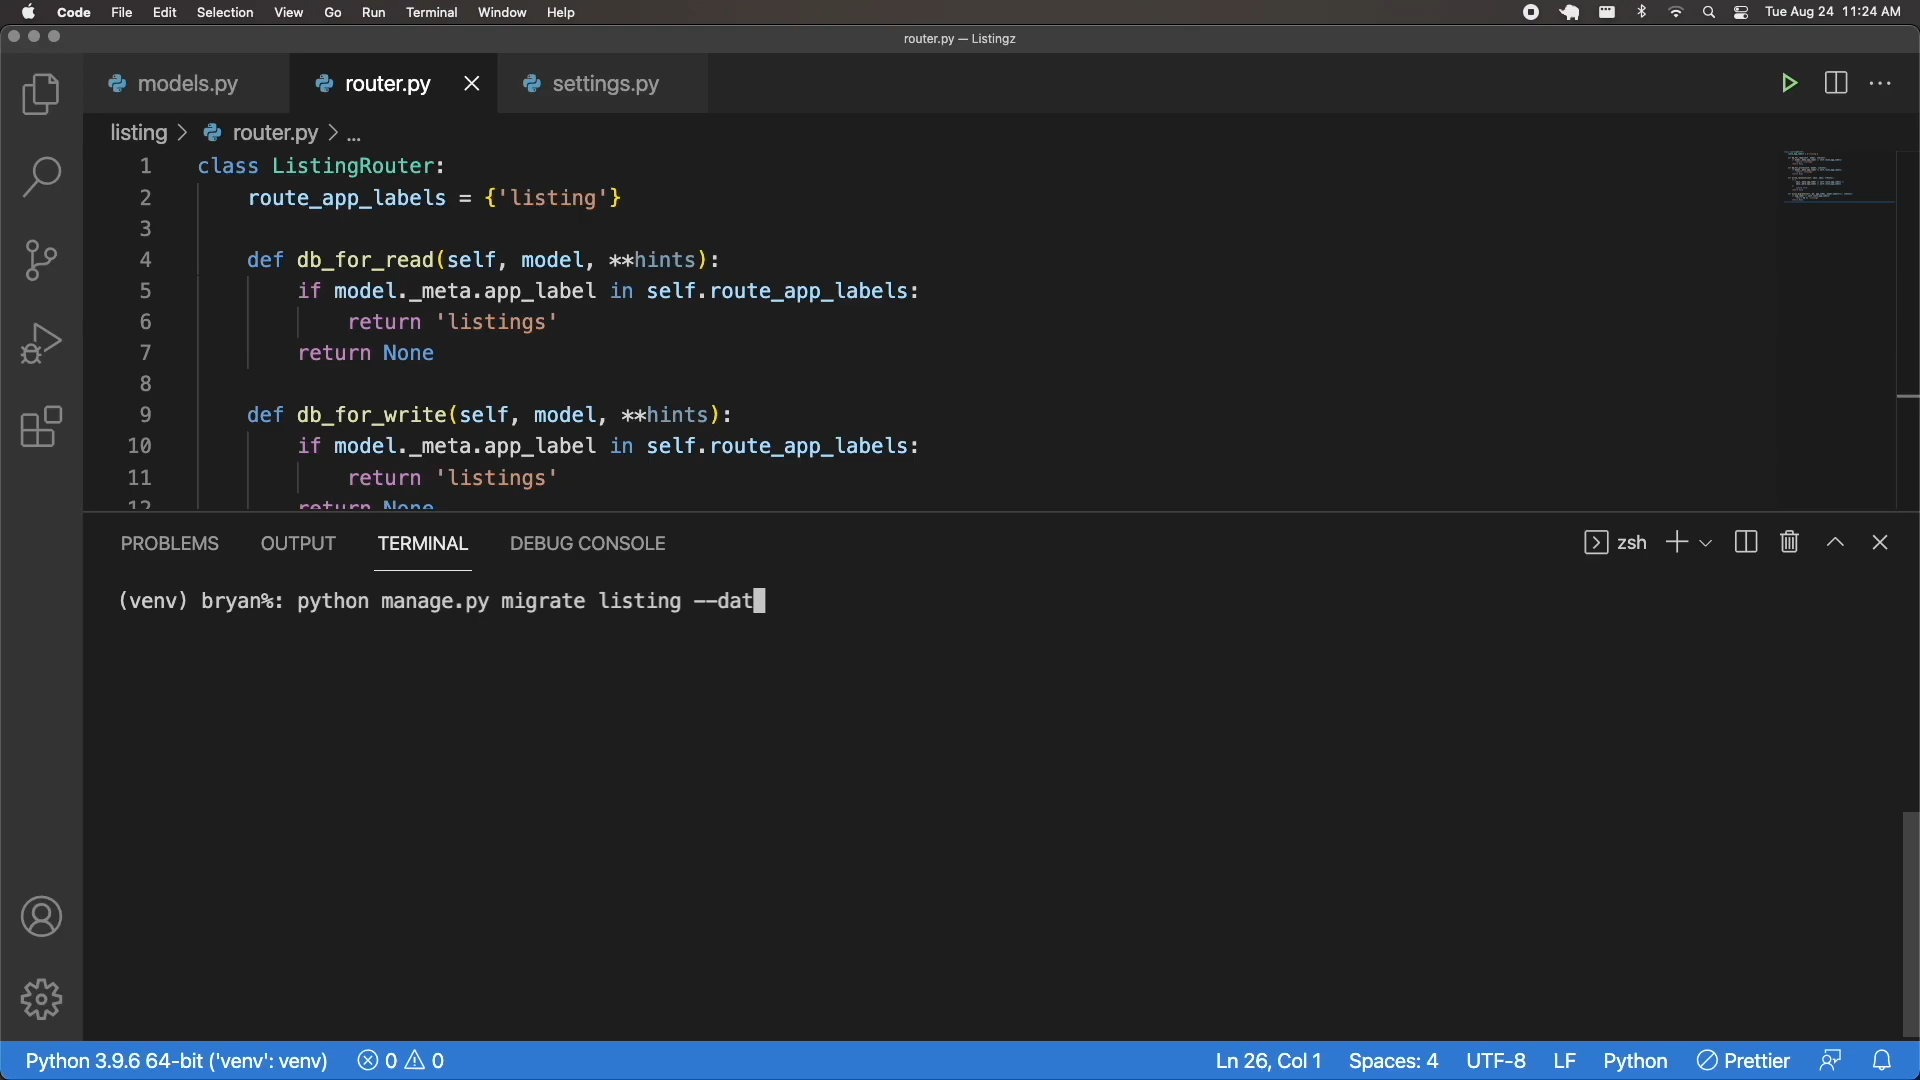 Code File Edit Selection View Go Run Terminal Window Help Tue Aug 24 11:24 AM
router.py — Listingz
models.py router.py settings.py
listing > router.py > ...
1 class ListingRouter:
2 route_app_labels = {'listing'}
3
4 def db_for_read(self, model, **hints):
5 if model._meta.app_label in self.route_app_labels:
6 return 'listings'
7 return None
8
9 def db_for_write(self, model, **hints):
10 if model._meta.app_label in self.route_app_labels:
11 return 'listings'
12 return None
PROBLEMS OUTPUT TERMINAL DEBUG CONSOLE zsh
(venv) bryan%: python manage.py migrate listing --dat
Python 3.9.6 64-bit ('venv': venv) 0 0 Ln 26, Col 1 Spaces: 4 UTF-8 LF Python Prettier